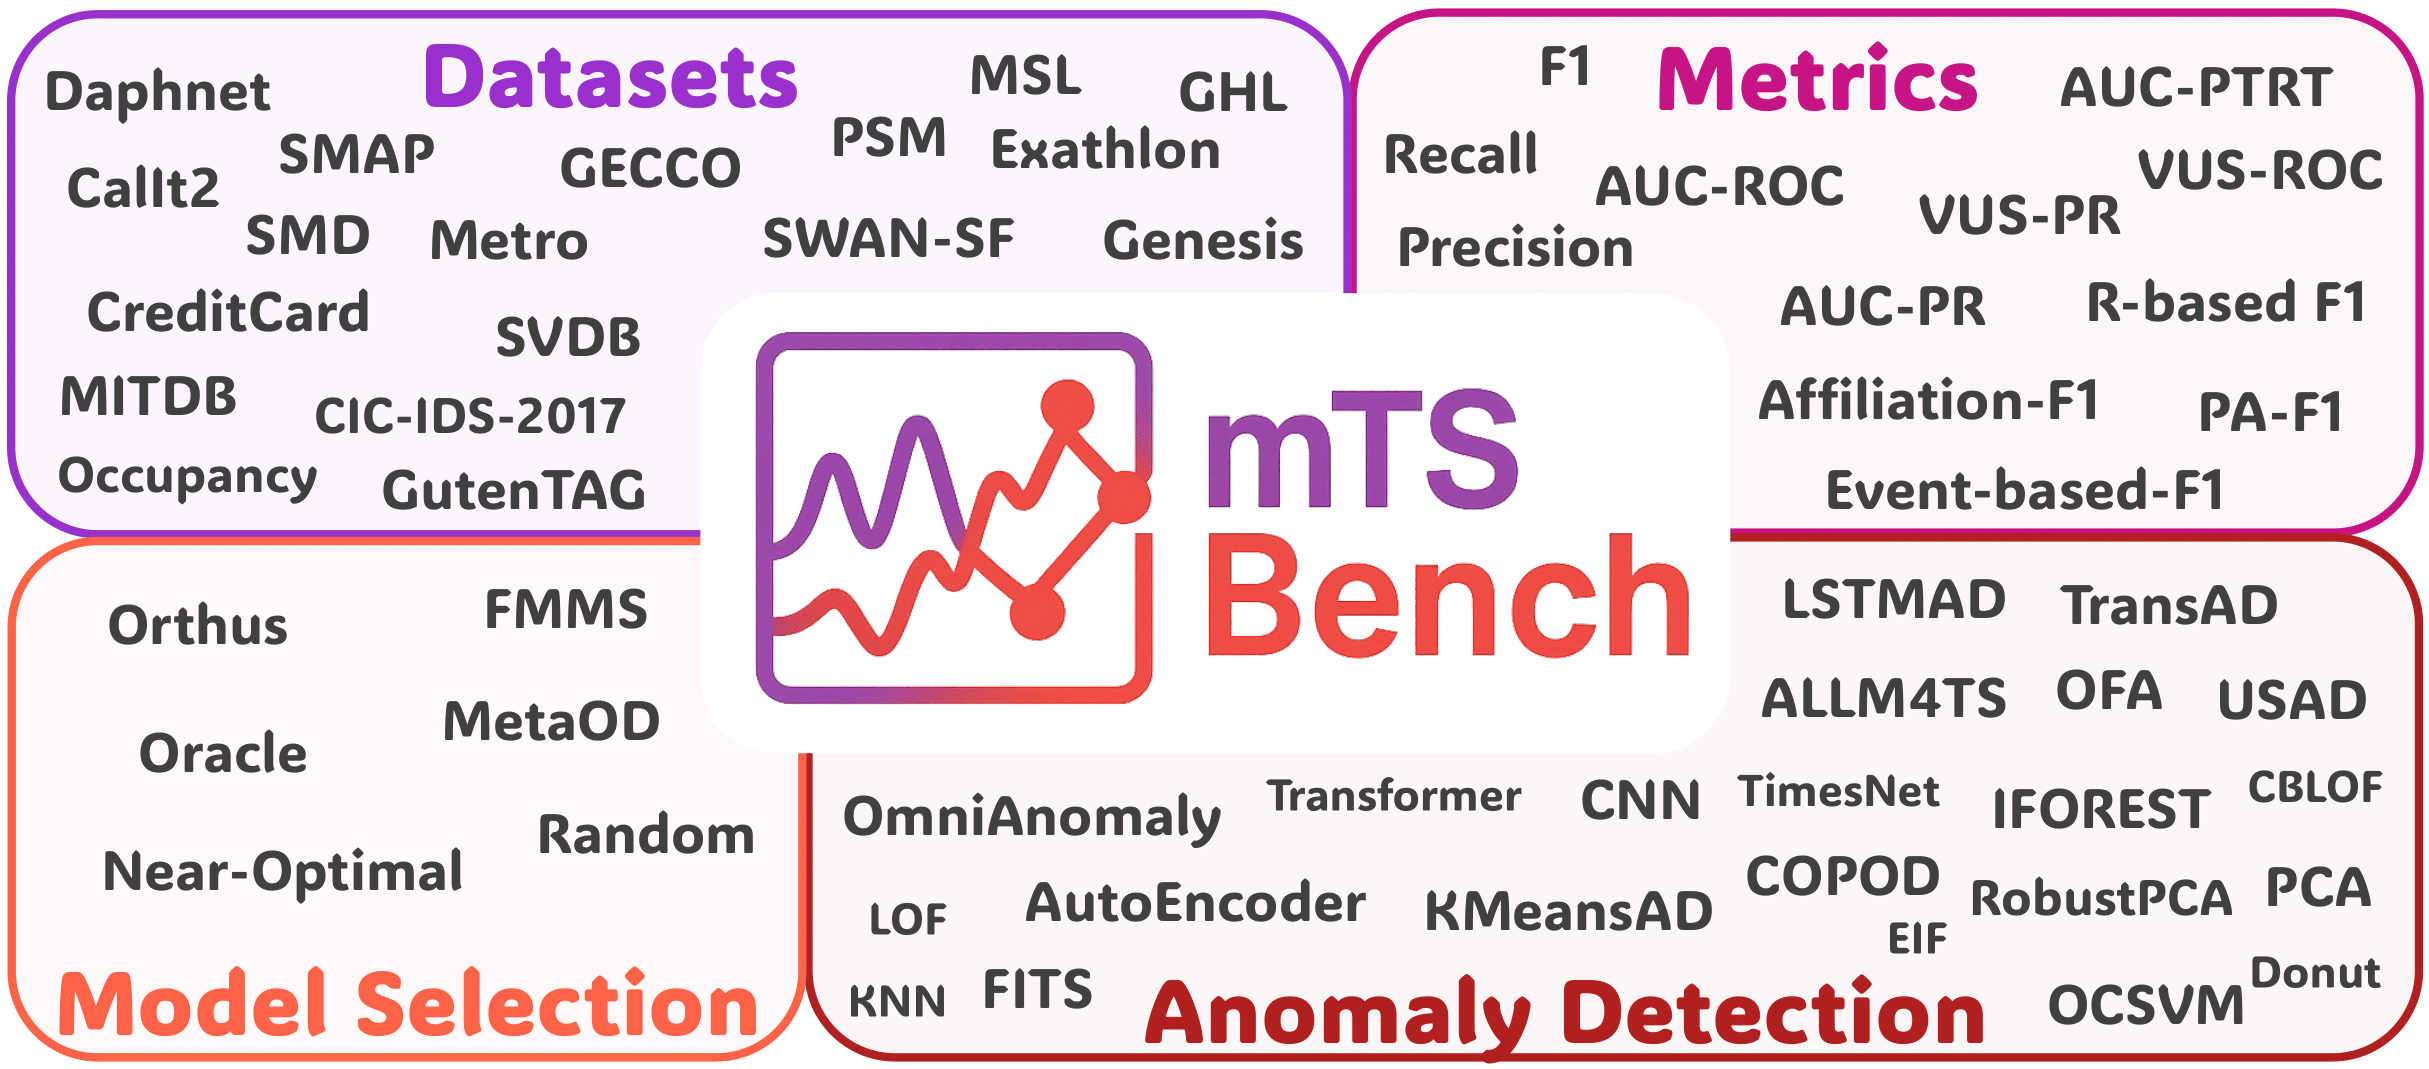 Datasets
Daphnet
MSL
GHL
SMAP
GECCO
PSM
Exathlon
CalIt2
SMD
Metro
SWAN-SF
Genesis
CreditCard
SVDB
MITDB
CIC-IDS-2017
Occupancy
GutenTAG
Metrics
F1
AUC-PTRT
Recall
AUC-ROC
VUS-ROC
VUS-PR
Precision
AUC-PR
R-based F1
Affiliation-F1
PA-F1
Event-based-F1
mTS
Bench
Orthus
FMMS
MetaOD
Oracle
Random
Near-Optimal
Model Selection
LSTMAD
TransAD
ALLM4TS
OFA
USAD
OmniAnomaly
Transformer
CNN
TimesNet
IFOREST
CBLOF
LOF
AutoEncoder
KMeansAD
COPOD
RobustPCA
PCA
EIF
KNN
FITS
Donut
OCSVM
Anomaly Detection